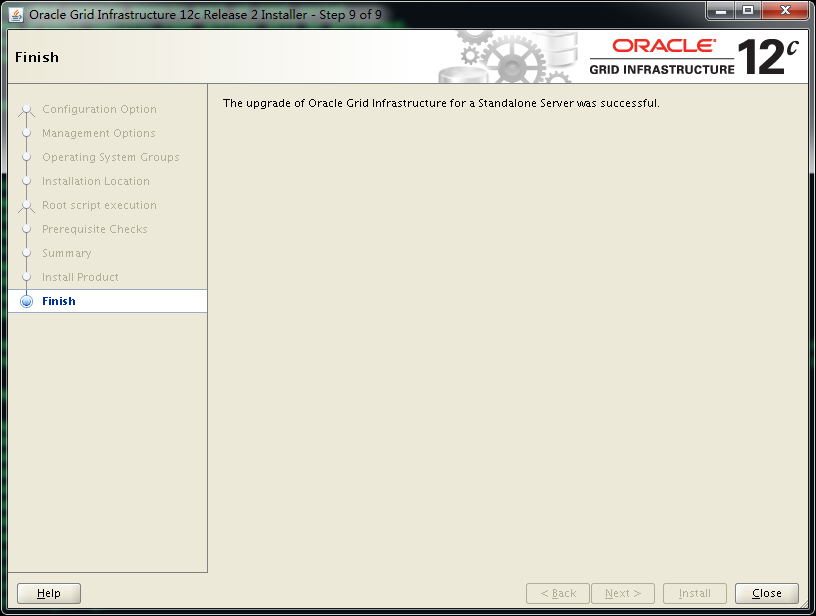 Oracle Grid Infrastructure 12c Release 2 Installer - Step 9 of 9
Finish
ORACLE
GRID INFRASTRUCTURE
12c
Configuration Option
Management Options
Operating System Groups
Installation Location
Root script execution
Prerequisite Checks
Summary
Install Product
Finish
The upgrade of Oracle Grid Infrastructure for a Standalone Server was successful.
Help
< Back
Next >
Install
Close